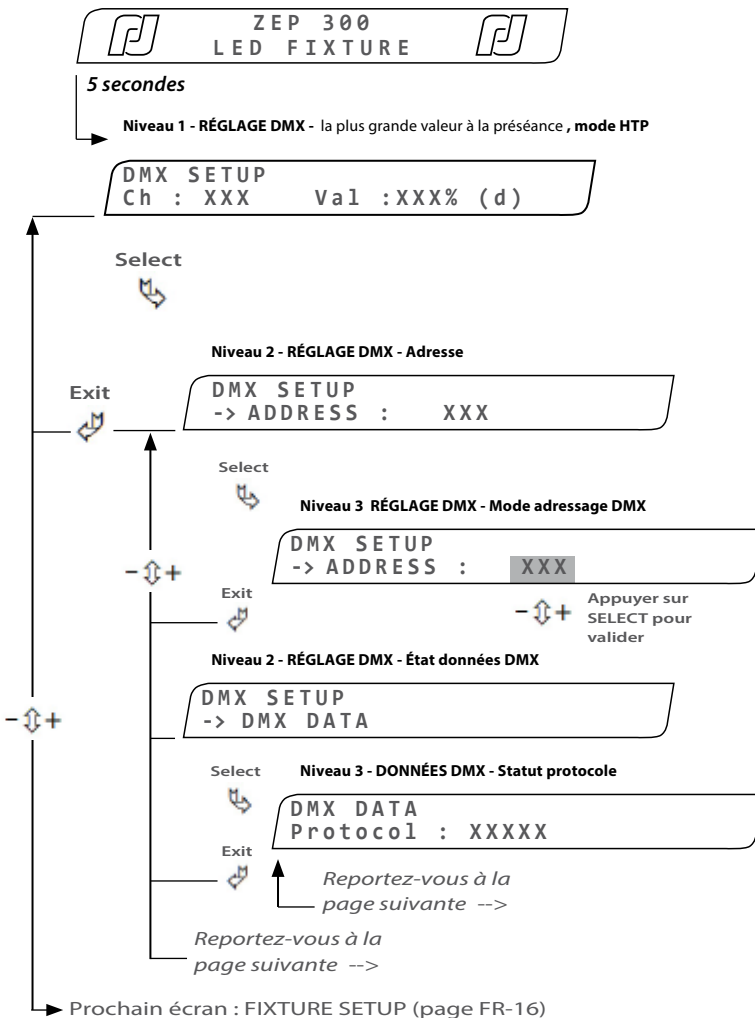 ZEP 300
LED FIXTURE
5 secondes
Niveau 1 - RÉGLAGE DMX - la plus grande valeur à la préséance , mode HTP
DMX SETUP
Ch : XXX Val :XXX% (d)
Select
Niveau 2 - RÉGLAGE DMX - Adresse
Exit
DMX SETUP
-> ADDRESS : XXX
Select
Niveau 3 RÉGLAGE DMX - Mode adressage DMX
DMX SETUP
-> ADDRESS : XXX
- +
Exit
- +
Appuyer sur
SELECT pour
valider
Niveau 2 - RÉGLAGE DMX - État données DMX
DMX SETUP
-> DMX DATA
- +
Select
Niveau 3 - DONNÉES DMX - Statut protocole
DMX DATA
Protocol : XXXXX
Exit
Reportez-vous à la
page suivante -->
Reportez-vous à la
page suivante -->
Prochain écran : FIXTURE SETUP (page FR-16)